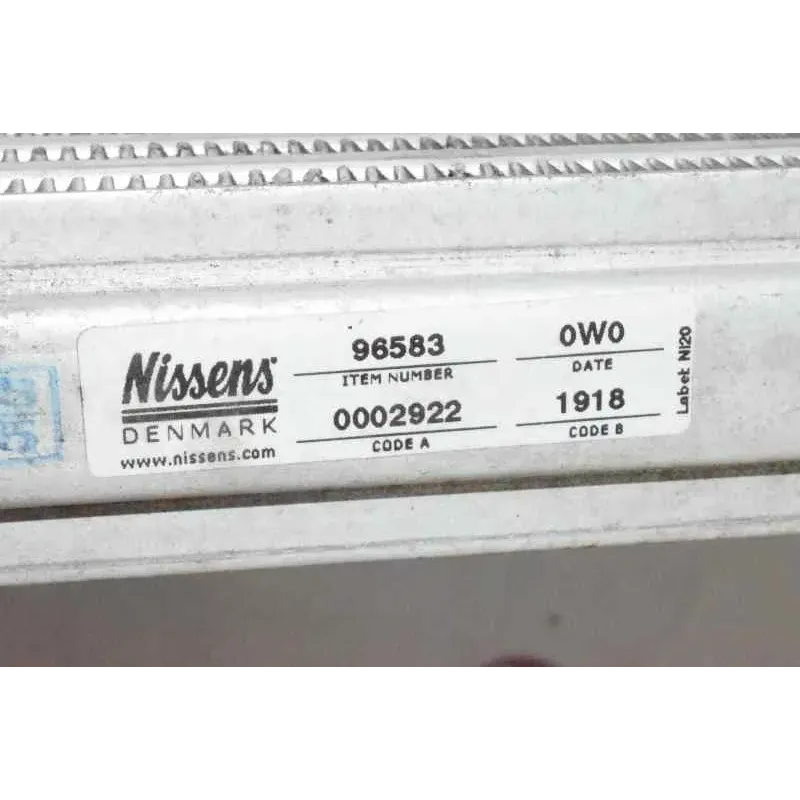 Nissens
DENMARK
www.nissens.com
96583
ITEM NUMBER
0002922
CODE A
0W0
DATE
1918
CODE B
Label: NI20